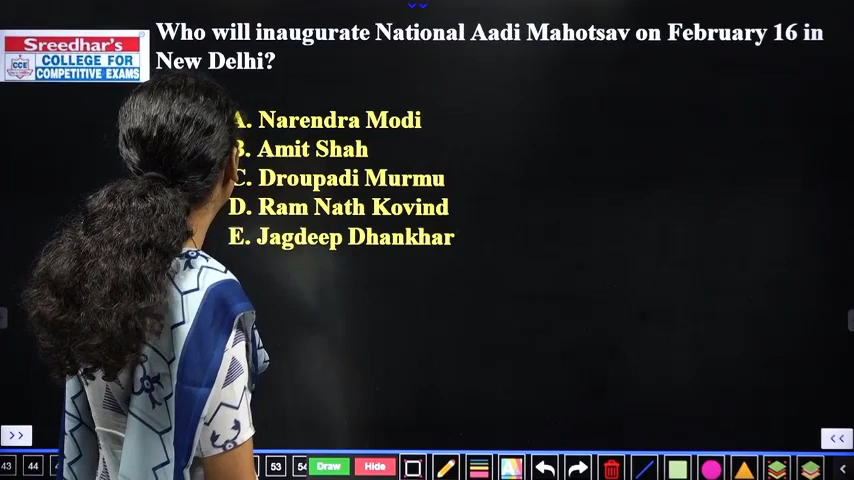 Who will inaugurate National Aadi Mahotsav on February 16 in
New Delhi?
Sreedhar's
CCE
COLLEGE FOR
COMPETITIVE EXAMS
A. Narendra Modi
B. Amit Shah
C. Droupadi Murmu
D. Ram Nath Kovind
E. Jagdeep Dhankhar
>>
<<
43 44 53 54 Draw Hide